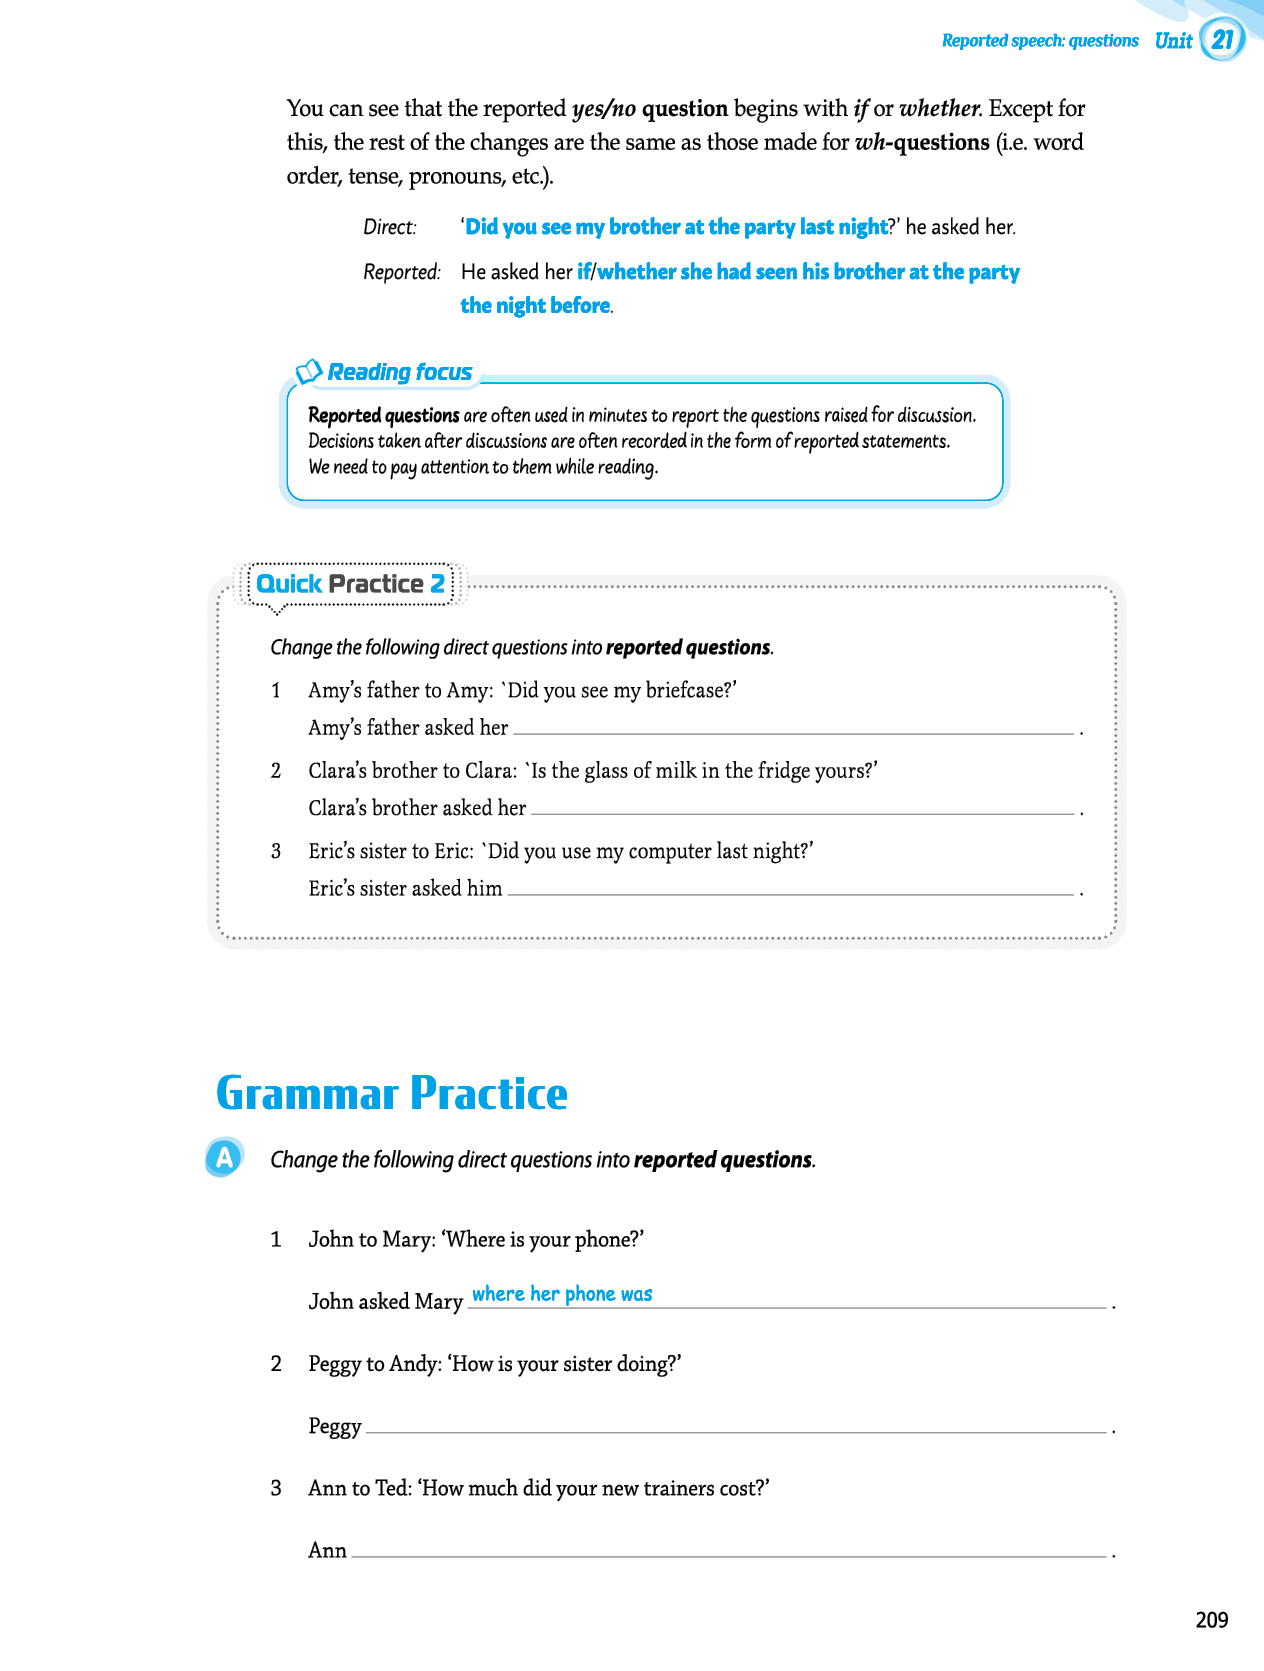 Reported speech: questions Unit 21
You can see that the reported yes/no question begins with if or whether. Except for
this, the rest of the changes are the same as those made for wh-questions (i.e. word
order, tense, pronouns, etc.).
Direct: ‘Did you see my brother at the party last night?’ he asked her.
Reported: He asked her if/whether she had seen his brother at the party
the night before.
Reading focus
Reported questions are often used in minutes to report the questions raised for discussion.
Decisions taken after discussions are often recorded in the form of reported statements.
We need to pay attention to them while reading.
Quick Practice 2
Change the following direct questions into reported questions.
1 Amy’s father to Amy: `Did you see my briefcase?’
Amy’s father asked her .
2 Clara’s brother to Clara: `Is the glass of milk in the fridge yours?’
Clara’s brother asked her .
3 Eric’s sister to Eric: `Did you use my computer last night?’
Eric’s sister asked him .
Grammar Practice
A Change the following direct questions into reported questions.
1 John to Mary: ‘Where is your phone?’
John asked Mary where her phone was .
2 Peggy to Andy: ‘How is your sister doing?’
Peggy .
3 Ann to Ted: ‘How much did your new trainers cost?’
Ann .
209